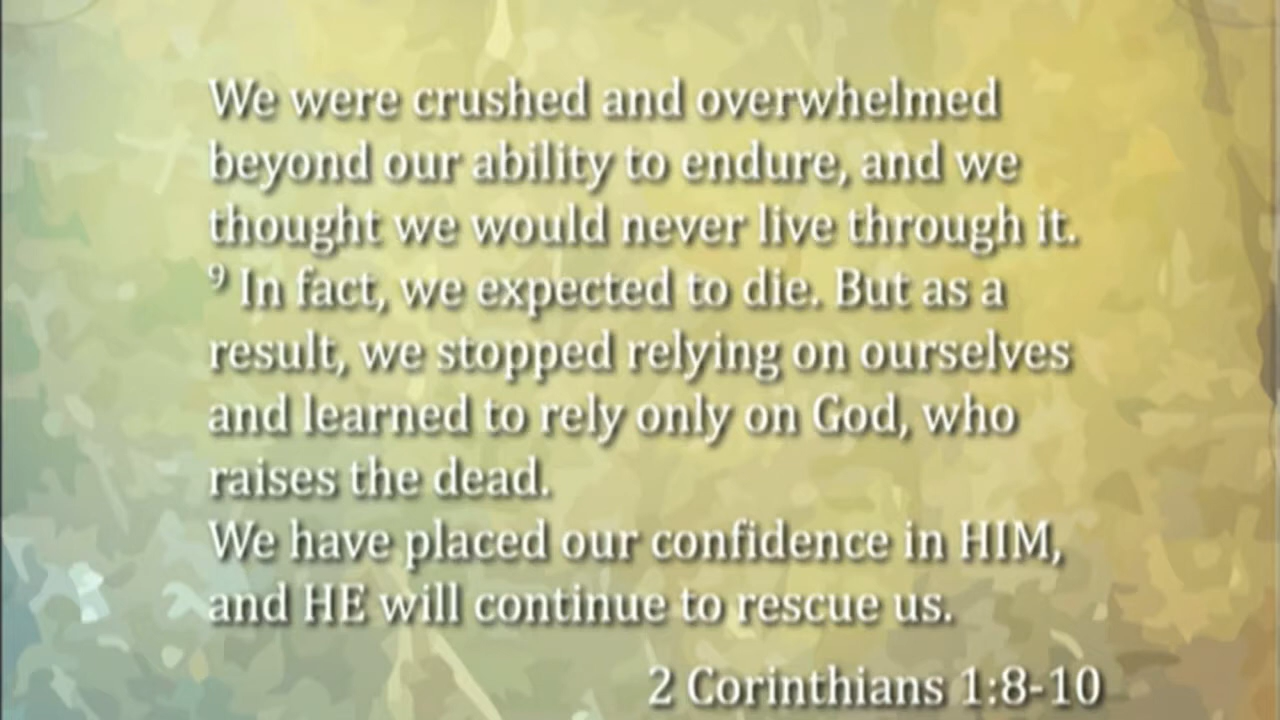 We were crushed and overwhelmed
beyond our ability to endure, and we
thought we would never live through it.
⁹ In fact, we expected to die. But as a
result, we stopped relying on ourselves
and learned to rely only on God, who
raises the dead.
We have placed our confidence in HIM,
and HE will continue to rescue us.
2 Corinthians 1:8-10